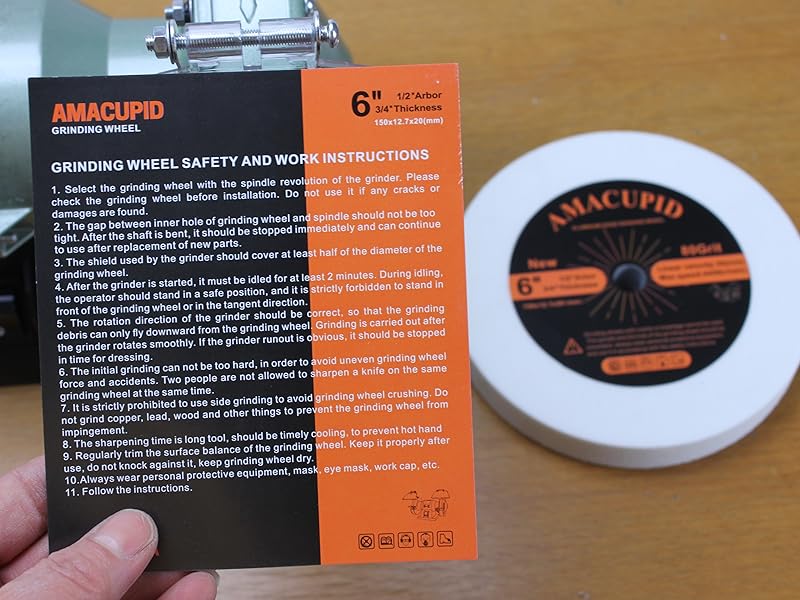 AMACUPID
GRINDING WHEEL
6"
1/2"Arbor
3/4"Thickness
150x12.7x20(mm)
GRINDING WHEEL SAFETY AND WORK INSTRUCTIONS
1. Select the grinding wheel with the spindle revolution of the grinder. Please
check the grinding wheel before installation. Do not use it if any cracks or
damages are found.
2. The gap between inner hole of grinding wheel and spindle should not be too
tight. After the shaft is bent, it should be stopped immediately and can continue
to use after replacement of new parts.
3. The shield used by the grinder should cover at least half of the diameter of the
grinding wheel.
4. After the grinder is started, it must be idled for at least 2 minutes. During idling,
the operator should stand in a safe position, and it is strictly forbidden to stand in
front of the grinding wheel or in the tangent direction.
5. The rotation direction of the grinder should be correct, so that the grinding
debris can only fly downward from the grinding wheel. Grinding is carried out after
the grinder rotates smoothly. If the grinder runout is obvious, it should be stopped
in time for dressing.
6. The initial grinding can not be too hard, in order to avoid uneven grinding wheel
force and accidents. Two people are not allowed to sharpen a knife on the same
grinding wheel at the same time.
7. It is strictly prohibited to use side grinding to avoid grinding wheel crushing. Do
not grind copper, lead, wood and other things to prevent the grinding wheel from
impingement.
8. The sharpening time is long tool, should be timely cooling, to prevent hot hand
9. Regularly trim the surface balance of the grinding wheel. Keep it properly after
use, do not knock against it, keep grinding wheel dry.
10.Always wear personal protective equipment, mask, eye mask, work cap, etc.
11. Follow the instructions.
AMACUPID
New
80Grit
6"